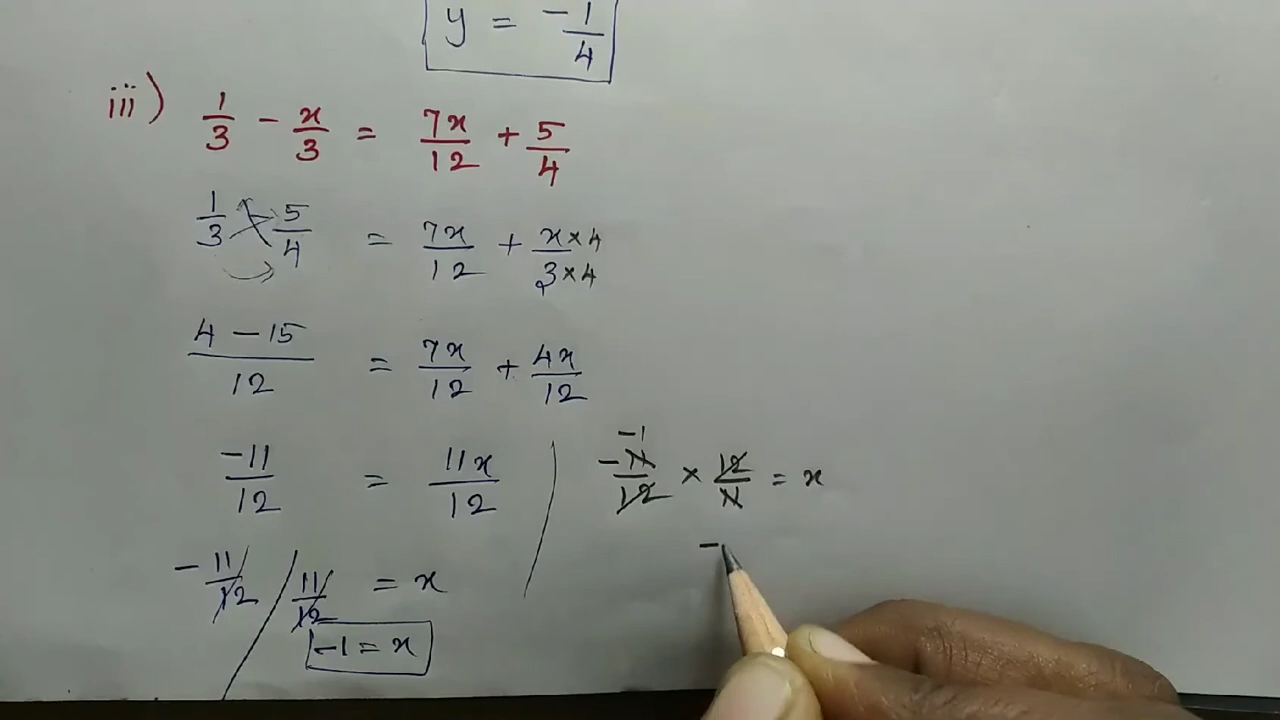 y = -1/4
iii) 1/3 - x/3 = 7x/12 + 5/4
1/3 - 5/4 = 7x/12 + x×4/3×4
4 - 15/12 = 7x/12 + 4x/12
-11/12 = 11x/12
-11/12 / 11/12 = x
-1 = x
-1
-11/12 × 12/11 = x
-